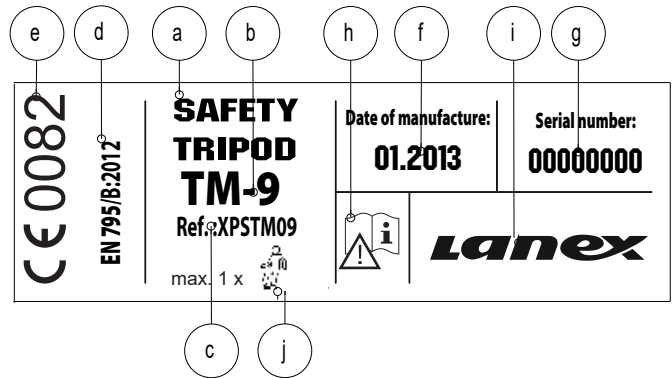 e
d
a
b
h
f
i
g
CE 0082
EN 795/B:2012
SAFETY
TRIPOD
TM-9
Ref.:XPSTM09
max. 1 x
Date of manufacture:
01.2013
Serial number:
00000000
i
Lanex
c
j